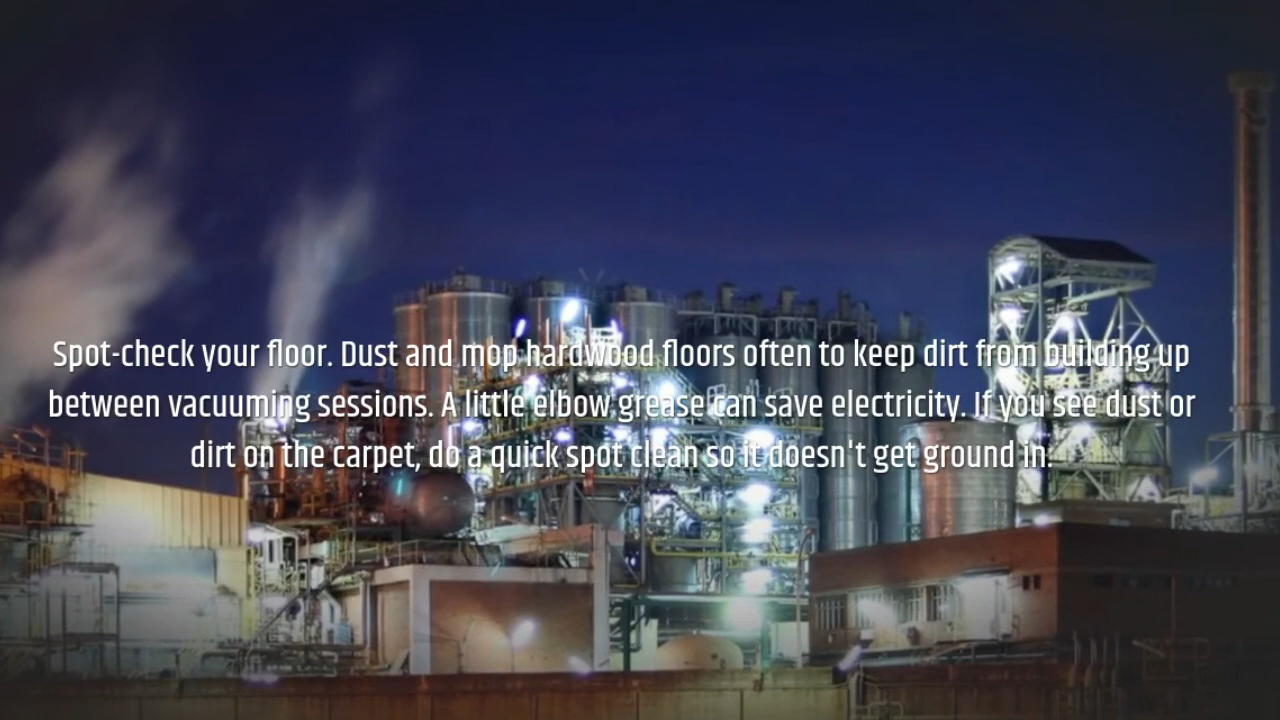 Spot-check your floor. Dust and mop hardwood floors often to keep dirt from building up
between vacuuming sessions. A little elbow grease can save electricity. If you see dust or
dirt on the carpet, do a quick spot clean so it doesn't get ground in.